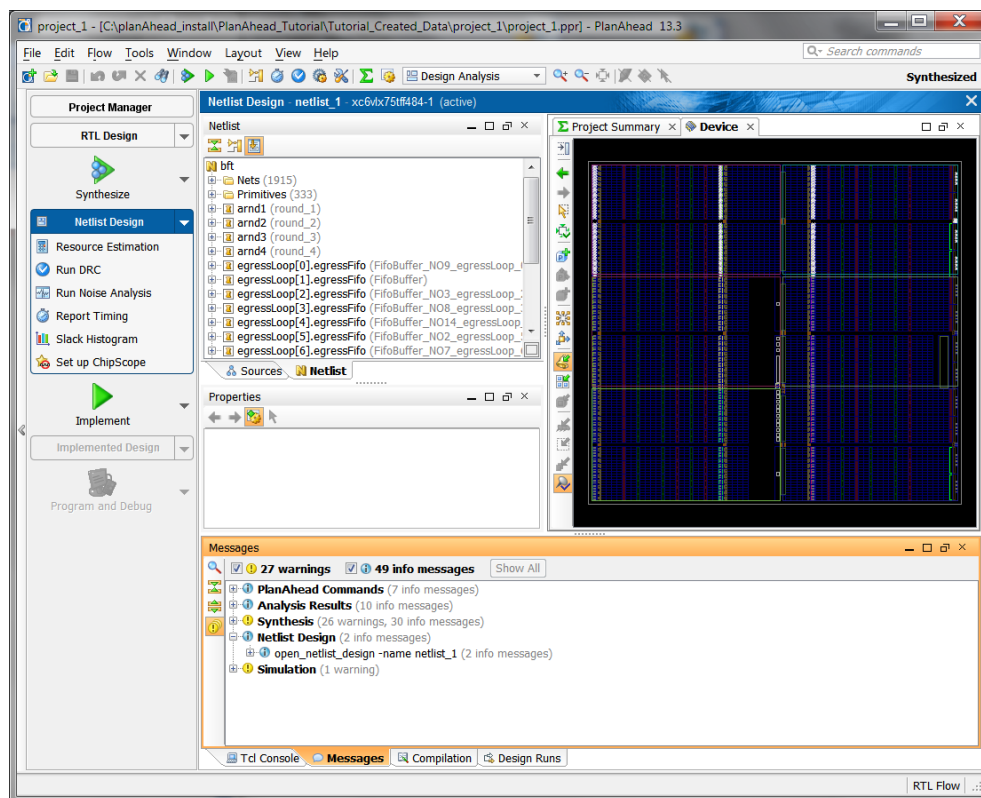 project_1 - [C:\planAhead_install\PlanAhead_Tutorial\Tutorial_Created_Data\project_1\project_1.ppr] - PlanAhead 13.3
File Edit Flow Tools Window Layout View Help
Search commands
Design Analysis
Synthesized
Project Manager
RTL Design
Synthesize
Netlist Design
Resource Estimation
Run DRC
Run Noise Analysis
Report Timing
Slack Histogram
Set up ChipScope
Implement
Implemented Design
Program and Debug
Netlist Design - netlist_1 - xc6vlx75tff484-1 (active)
Netlist
bft
Nets (1915)
Primitives (333)
arnd1 (round_1)
arnd2 (round_2)
arnd3 (round_3)
arnd4 (round_4)
egressLoop[0].egressFifo (FifoBuffer_NO9_egressLoop_
egressLoop[1].egressFifo (FifoBuffer)
egressLoop[2].egressFifo (FifoBuffer_NO3_egressLoop_
egressLoop[3].egressFifo (FifoBuffer_NO8_egressLoop_
egressLoop[4].egressFifo (FifoBuffer_NO14_egressLoop_
egressLoop[5].egressFifo (FifoBuffer_NO2_egressLoop_
egressLoop[6].egressFifo (FifoBuffer_NO7_egressLoop_
Sources Netlist
Properties
Project Summary Device
Messages
27 warnings 49 info messages Show All
PlanAhead Commands (7 info messages)
Analysis Results (10 info messages)
Synthesis (26 warnings, 30 info messages)
Netlist Design (2 info messages)
open_netlist_design -name netlist_1 (2 info messages)
Simulation (1 warning)
Tcl Console Messages Compilation Design Runs
RTL Flow